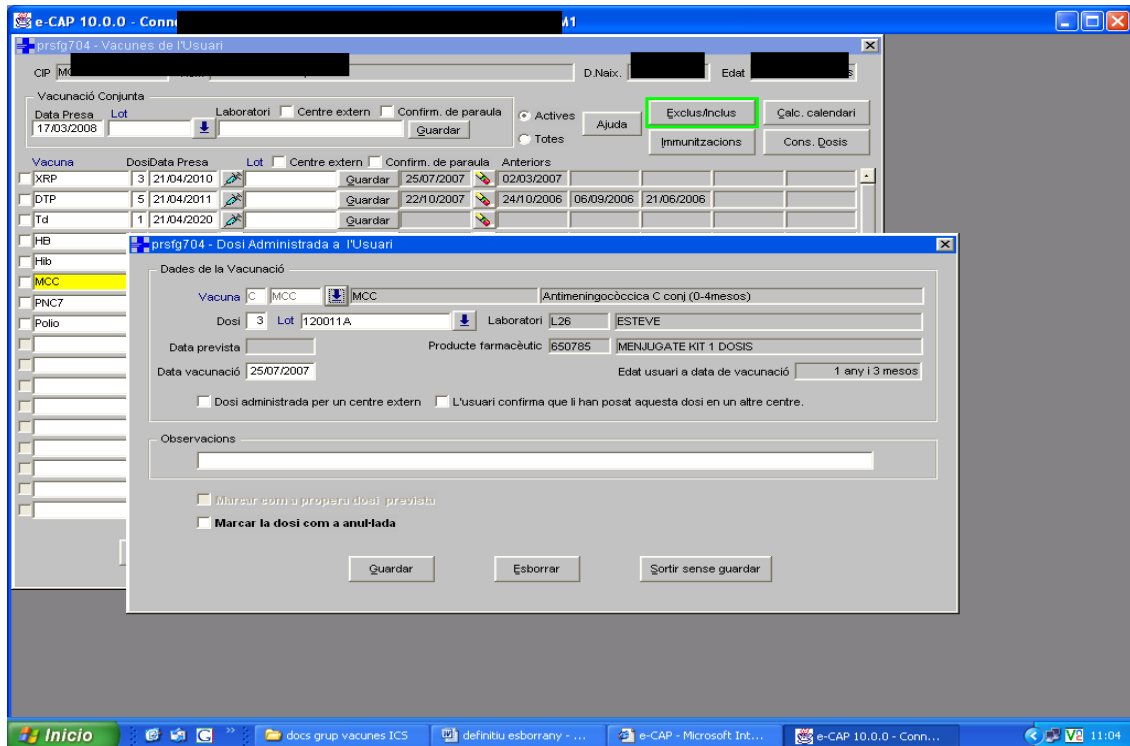 e-CAP 10.0.0 - Conn M1
prsfg704 - Vacunes de l'Usuari
CIP MC D.Naix. Edat s
Vacunació Conjunta
Data Presa Lot Laboratori Centre extern Confirm. de paraula
17/03/2008 Guardar
Actives
Totes
Ajuda
Exclus/Inclus Calc. calendari
Immunitzacions Cons. Dosis
Vacuna Dosi Data Presa Lot Centre extern Confirm. de paraula Anteriors
XRP 3 21/04/2010 Guardar 25/07/2007 02/03/2007
DTP 5 21/04/2011 Guardar 22/10/2007 24/10/2006 06/09/2006 21/06/2006
Td 1 21/04/2020 Guardar
HB
Hib
MCC
PNC7
Polio
prsfg704 - Dosi Administrada a l'Usuari
Dades de la Vacunació
Vacuna C MCC MCC Antimeningocòccica C conj (0-4mesos)
Dosi 3 Lot 120011A Laboratori L26 ESTEVE
Data prevista Producte farmacèutic 650785 MENJUGATE KIT 1 DOSIS
Data vacunació 25/07/2007 Edat usuari a data de vacunació 1 any i 3 mesos
Dosi administrada per un centre extern L'usuari confirma que li han posat aquesta dosi en un altre centre.
Observacions
Marcar com a propera dosi prevista
Marcar la dosi com a anul·lada
Guardar Esborrar Sortir sense guardar
Inicio docs grup vacunes ICS definitiu esborrany - ... e-CAP - Microsoft Int... e-CAP 10.0.0 - Conn... 11:04